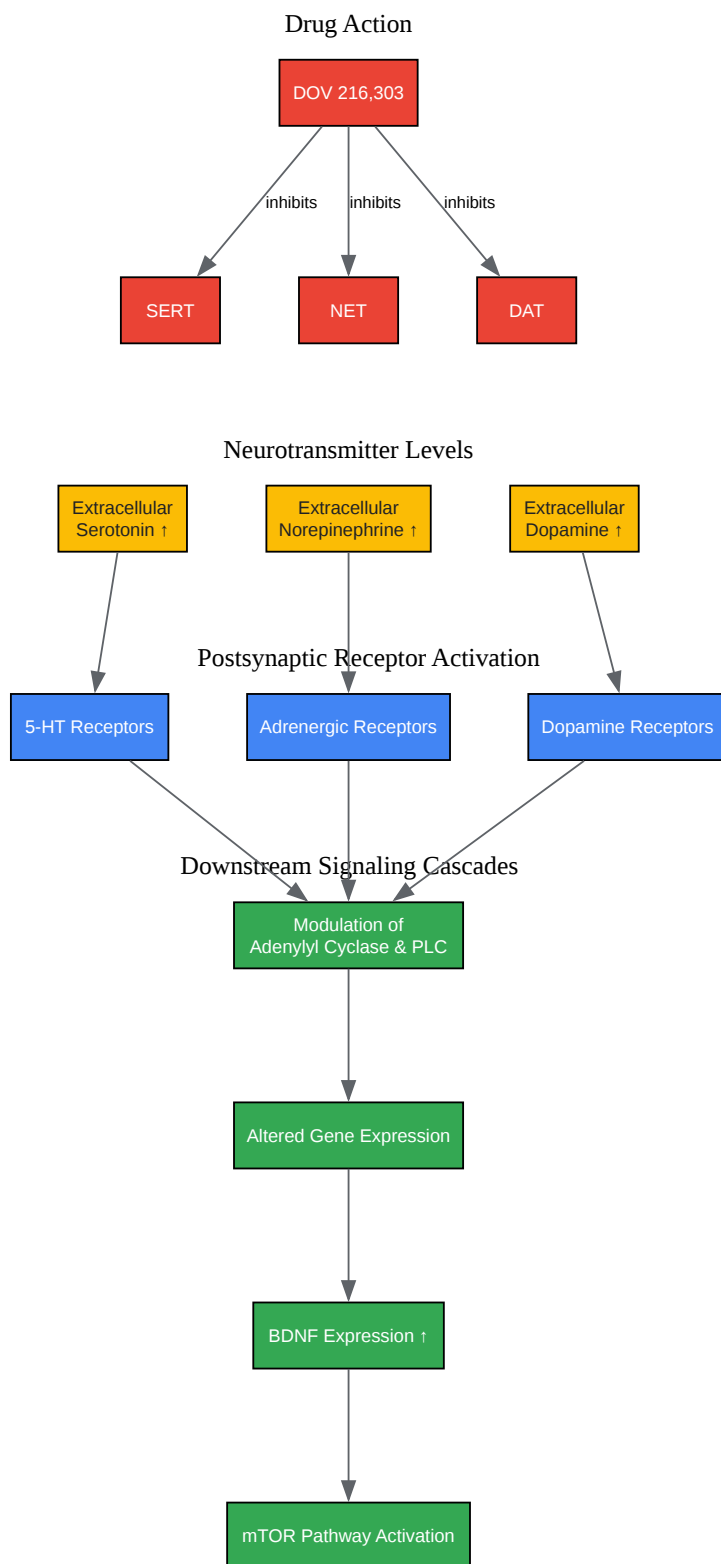 Drug Action
DOV 216,303
inhibits
inhibits
inhibits
SERT
NET
DAT
Neurotransmitter Levels
Extracellular
Serotonin ↑
Extracellular
Norepinephrine ↑
Extracellular
Dopamine ↑
Postsynaptic Receptor Activation
5-HT Receptors
Adrenergic Receptors
Dopamine Receptors
Downstream Signaling Cascades
Modulation of
Adenylyl Cyclase & PLC
Altered Gene Expression
BDNF Expression ↑
mTOR Pathway Activation